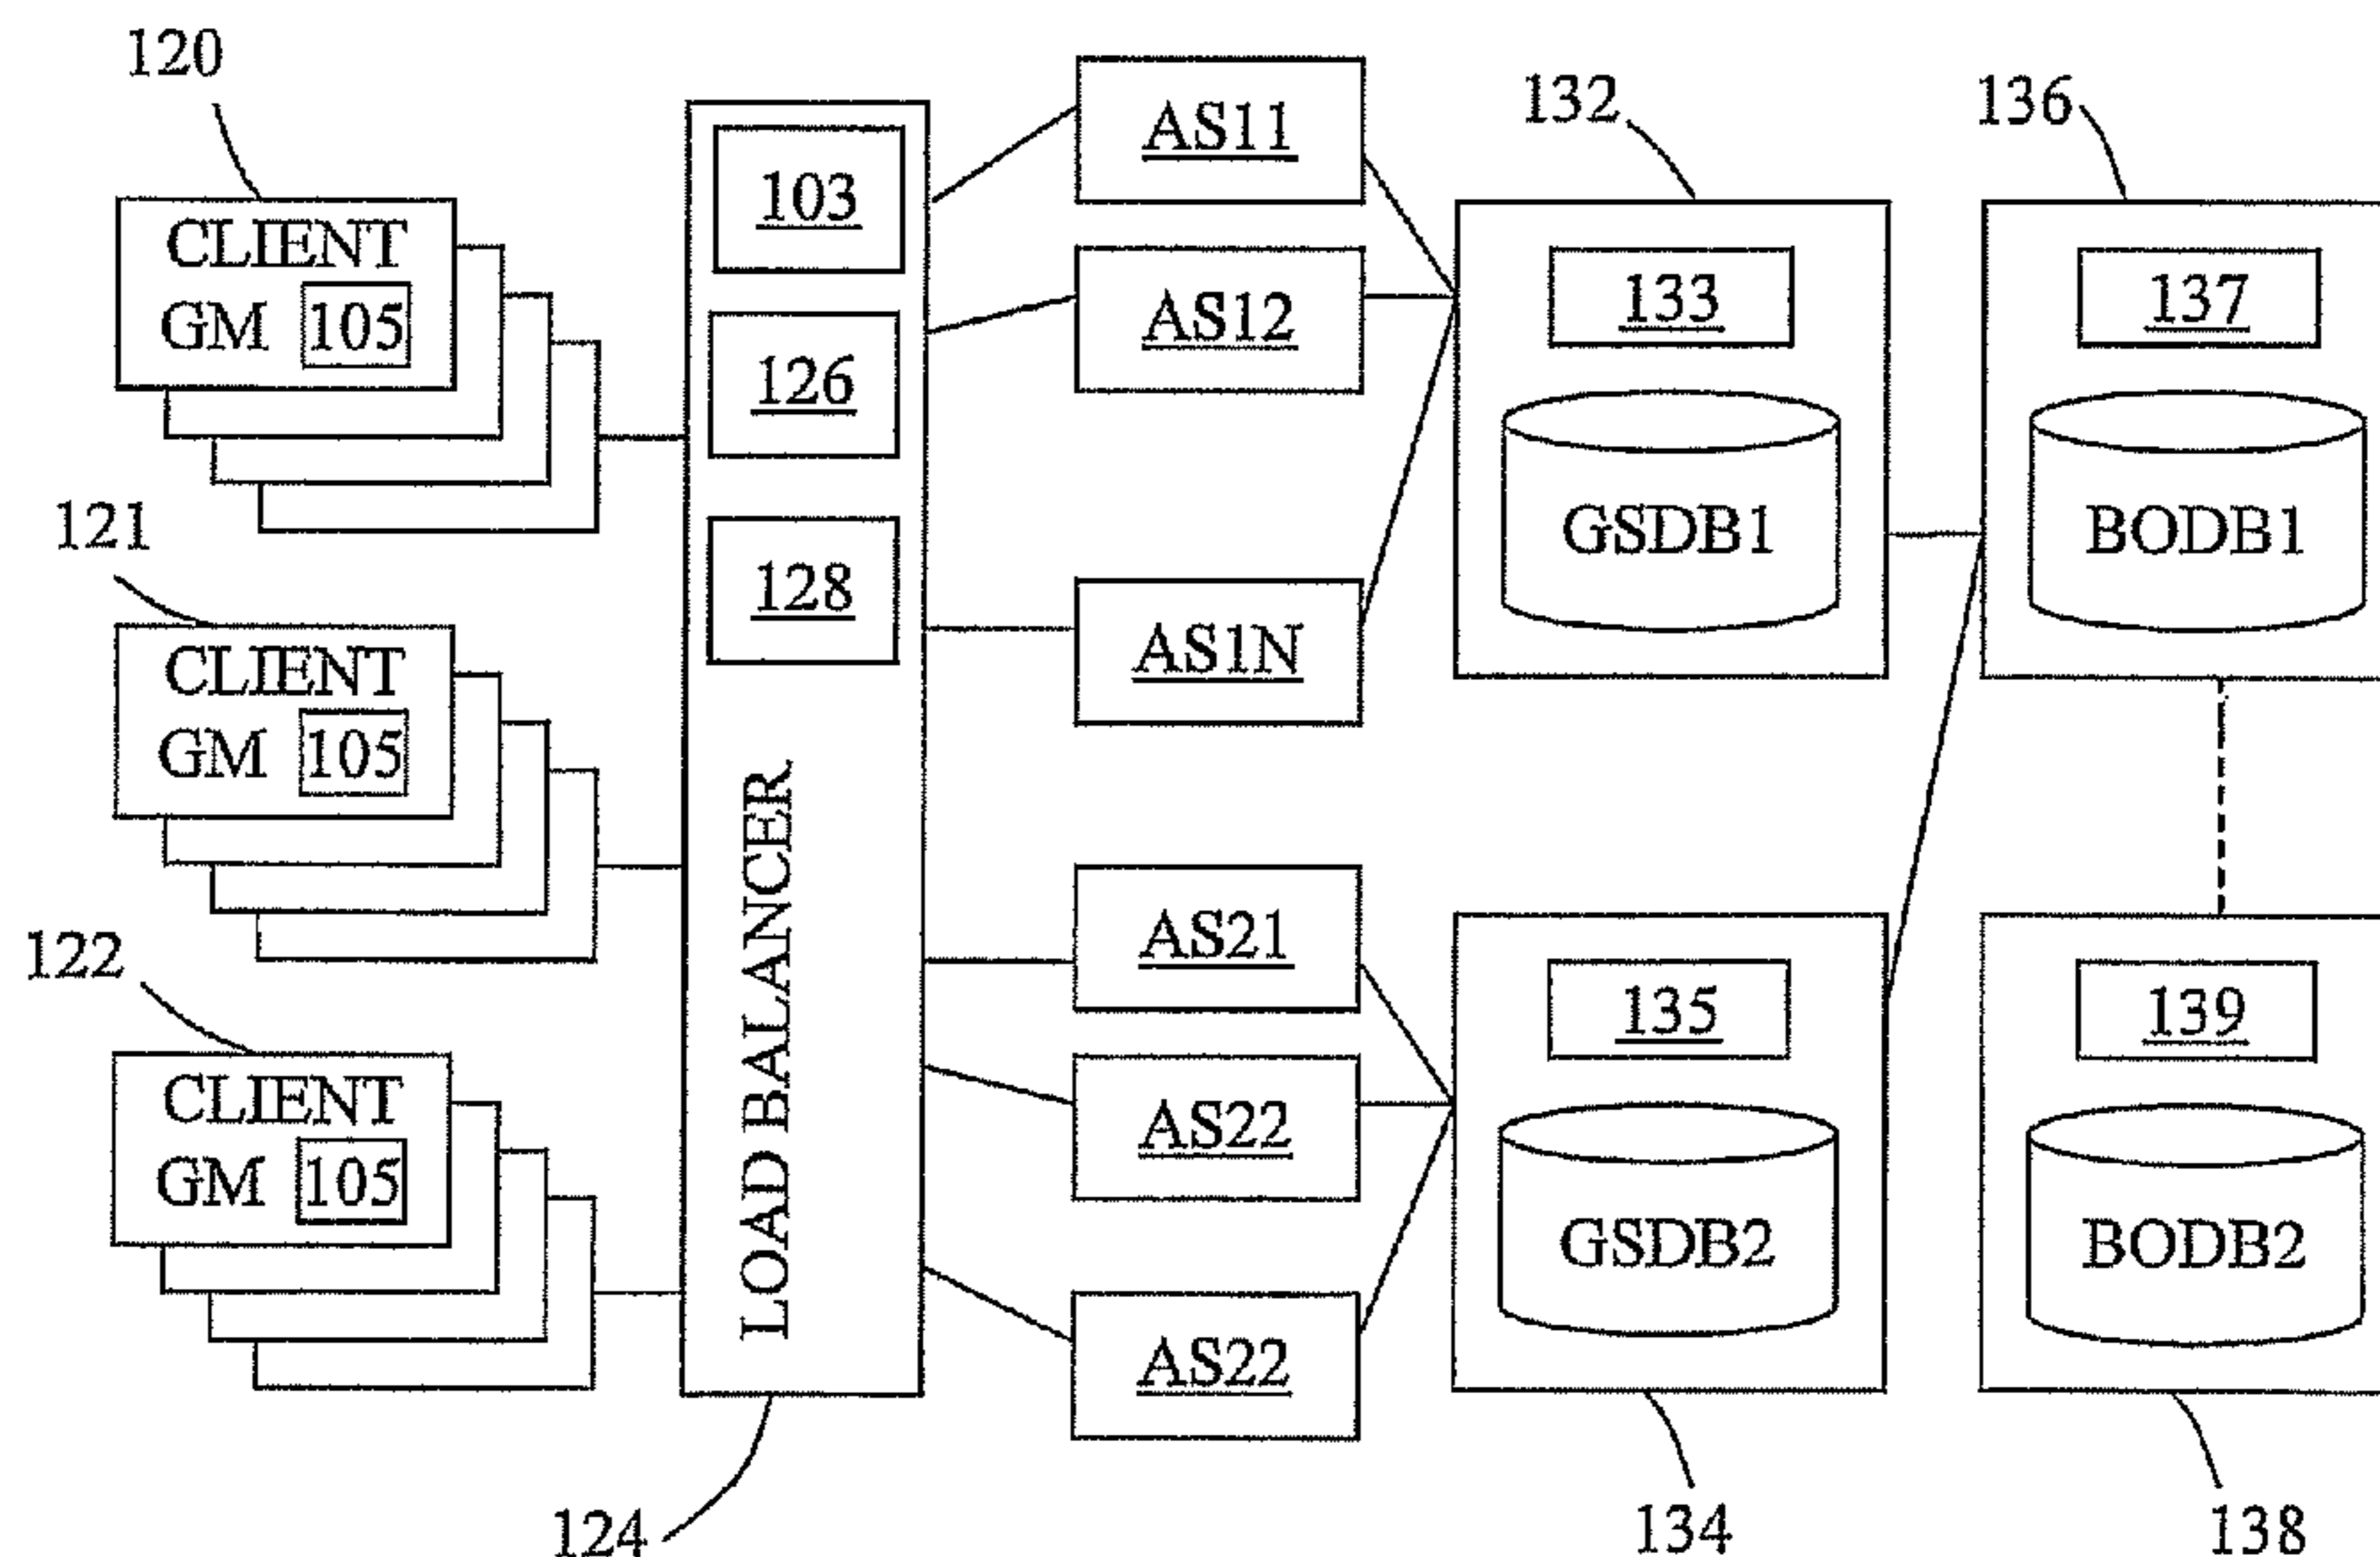 120
CLIENT
GM 105
121
CLIENT
GM 105
122
CLIENT
GM 105
103
126
128
LOAD BALANCER
124
AS11
AS12
AS1N
AS21
AS22
AS22
132
133
GSDB1
135
GSDB2
134
136
137
BODB1
139
BODB2
138